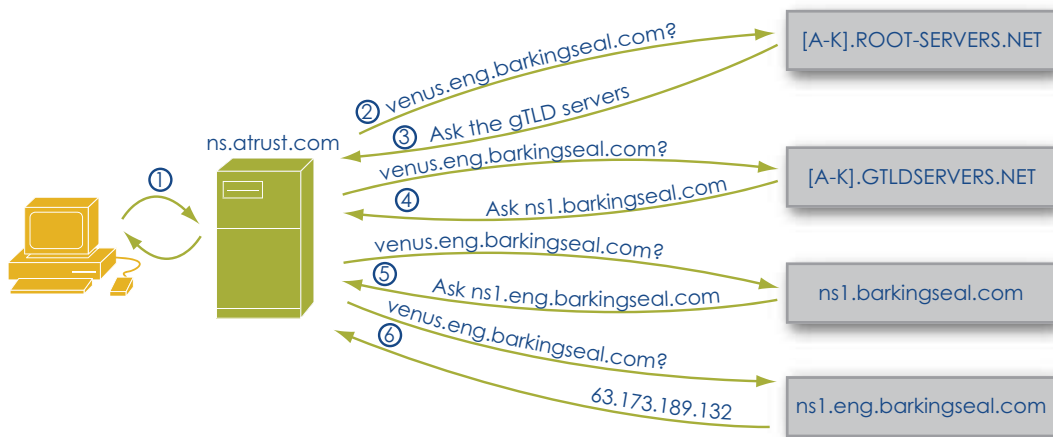 ② venus.eng.barkingseal.com?
[A-K].ROOT-SERVERS.NET
③ Ask the gTLD servers
ns.atrust.com
①
venus.eng.barkingseal.com?
[A-K].GTLDSERVERS.NET
④ Ask ns1.barkingseal.com
venus.eng.barkingseal.com?
ns1.barkingseal.com
⑤ Ask ns1.eng.barkingseal.com
venus.eng.barkingseal.com?
⑥
63.173.189.132
ns1.eng.barkingseal.com